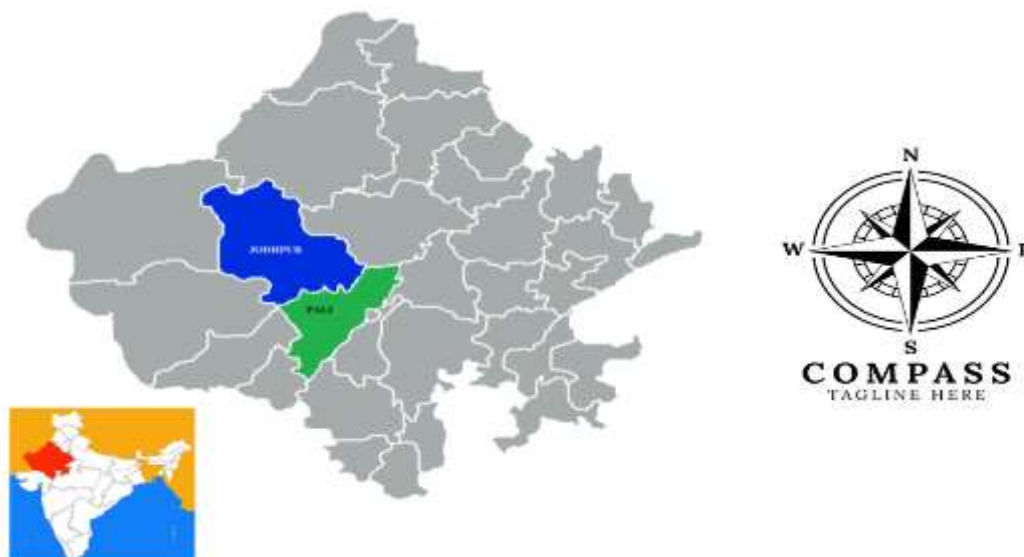 JODHPUR
PALI
N
W
E
S
COMPASS
TAGLINE HERE